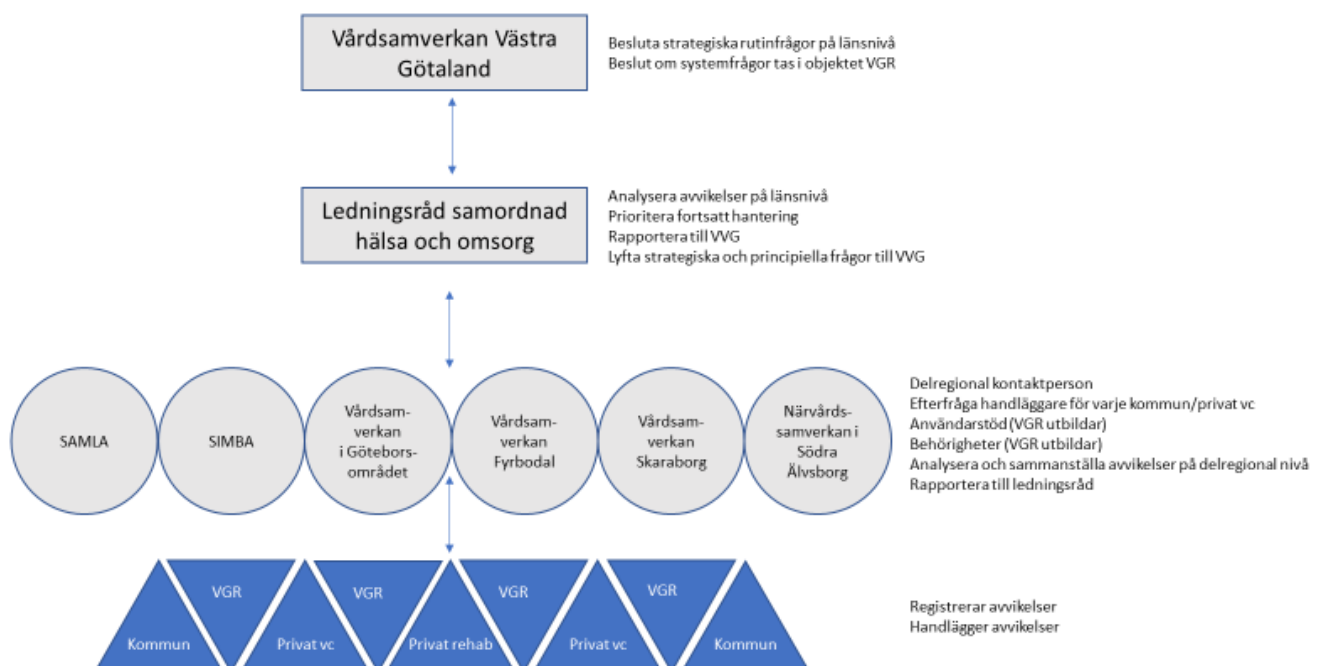 Vårdsamverkan Västra
Götaland
Besluta strategiska rutinfrågor på länsnivå
Beslut om systemfrågor tas i objektet VGR
Ledningsråd samordnad
hälsa och omsorg
Analysera avvikelser på länsnivå
Prioritera fortsatt hantering
Rapportera till VVG
Lyfta strategiska och principiella frågor till VVG
SAMLA
SIMBA
Vårdsam-
verkan
i Götebors-
området
Vårdsam-
verkan
Fyrbodal
Vårdsam-
verkan
Skaraborg
Närvårds-
samverkan i
Södra
Älvsborg
Delregional kontaktperson
Efterfråga handläggare för varje kommun/privat vc
Användarstöd (VGR utbildar)
Behörigheter (VGR utbildar)
Analysera och sammanställa avvikelser på delregional nivå
Rapportera till ledningsråd
VGR
VGR
VGR
VGR
Kommun
Privat vc
Privat rehab
Privat vc
Kommun
Registrerar avvikelser
Handlägger avvikelser